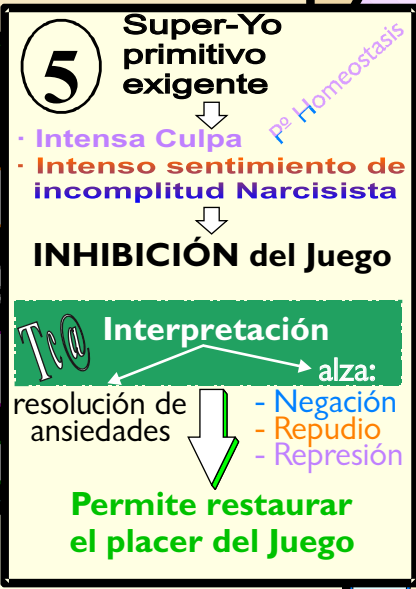 5
Super-Yo
primitivo
exigente
Pº Homeostasis
· Intensa Culpa
· Intenso sentimiento de
incomplitud Narcisista
INHIBICIÓN del Juego
Tc@
Interpretación
alza:
resolución de
ansiedades
- Negación
- Repudio
- Represión
Permite restaurar
el placer del Juego